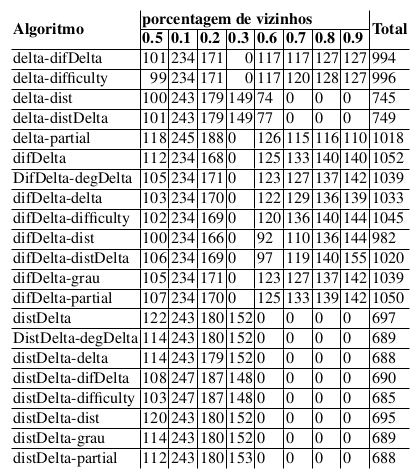 Algoritmo porcentagem de vizinhos Total
0.5 0.1 0.2 0.3 0.6 0.7 0.8 0.9
delta-difDelta 101 234 171 0 117 117 127 127 994
delta-difficulty 99 234 171 0 117 120 128 127 996
delta-dist 100 243 179 149 74 0 0 0 745
delta-distDelta 101 243 179 149 77 0 0 0 749
delta-partial 118 245 188 0 126 115 116 110 1018
difDelta 112 234 168 0 125 133 140 140 1052
DifDelta-degDelta 105 234 171 0 123 127 137 142 1039
difDelta-delta 103 234 170 0 122 129 136 139 1033
difDelta-difficulty 102 234 169 0 120 136 140 144 1045
difDelta-dist 100 234 166 0 92 110 136 144 982
difDelta-distDelta 106 234 169 0 97 119 140 155 1020
difDelta-grau 105 234 171 0 123 127 137 142 1039
difDelta-partial 107 234 170 0 125 133 139 142 1050
distDelta 122 243 180 152 0 0 0 0 697
DistDelta-degDelta 114 243 180 152 0 0 0 0 689
distDelta-delta 114 243 179 152 0 0 0 0 688
distDelta-difDelta 108 247 187 148 0 0 0 0 690
distDelta-difficulty 103 247 187 148 0 0 0 0 685
distDelta-dist 120 243 180 152 0 0 0 0 695
distDelta-grau 114 243 180 152 0 0 0 0 689
distDelta-partial 112 243 180 153 0 0 0 0 688